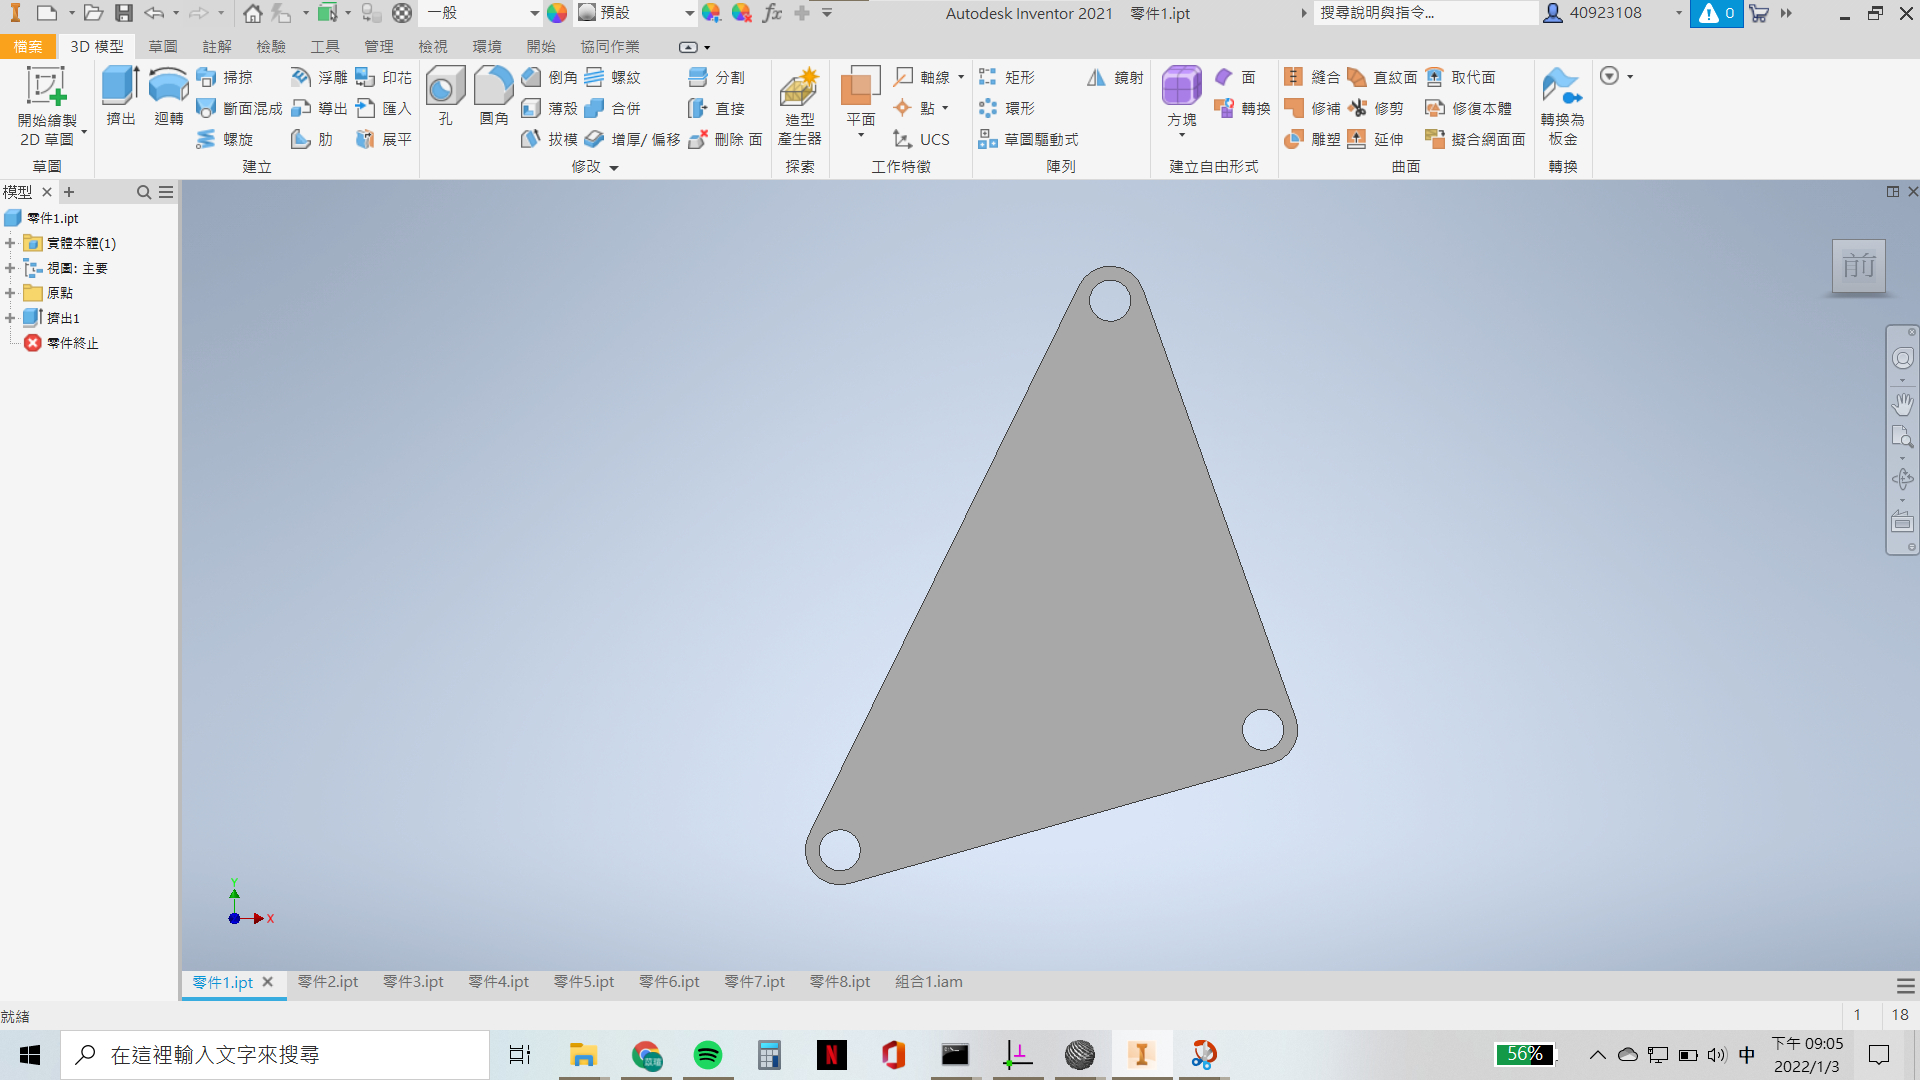 一般
預設
Autodesk Inventor 2021 零件1.ipt
搜尋說明與指令...
40923108
0
檔案 3D 模型 草圖 註解 檢驗 工具 管理 檢視 環境 開始 協同作業
開始繪製
2D 草圖
草圖
擠出
迴轉
掃掠
斷面混成
螺旋
浮雕
導出
肋
印花
匯入
展平
建立
孔
圓角
倒角
薄殼
拔模
螺紋
合併
增厚/ 偏移
分割
直接
刪除 面
修改
造型
產生器
探索
平面
軸線
點
UCS
工作特徵
矩形
環形
草圖驅動式
鏡射
陣列
方塊
面
轉換
建立自由形式
縫合
修補
雕塑
直紋面
修剪
延伸
取代面
修復本體
擬合網面面
曲面
轉換為
板金
轉換
模型
零件1.ipt
實體本體(1)
視圖: 主要
原點
擠出1
零件終止
前
Y
X
零件1.ipt 零件2.ipt 零件3.ipt 零件4.ipt 零件5.ipt 零件6.ipt 零件7.ipt 零件8.ipt 組合1.iam
就緒
1 18
在這裡輸入文字來搜尋
56%
中
下午 09:05
2022/1/3